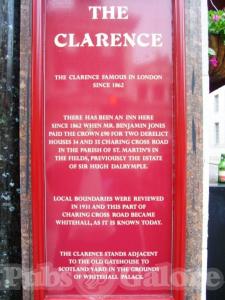 THE
CLARENCE
THE CLARENCE FAMOUS IN LONDON
SINCE 1862
THERE HAS BEEN AN INN HERE
SINCE 1862 WHEN MR. BENJAMIN JONES
PAID THE CROWN £90 FOR TWO DERELICT
HOUSES 34 AND 35 CHARING CROSS ROAD
IN THE PARISH OF ST. MARTIN'S IN
THE FIELDS, PREVIOUSLY THE ESTATE
OF SIR HUGH DALRYMPLE.
LOCAL BOUNDARIES WERE REVIEWED
IN 1931 AND THIS PART OF
CHARING CROSS ROAD BECAME
WHITEHALL, AS IT IS KNOWN TODAY.
THE CLARENCE STANDS ADJACENT
TO THE OLD GATEHOUSE TO
SCOTLAND YARD IN THE GROUNDS
OF WHITEHALL PALACE.